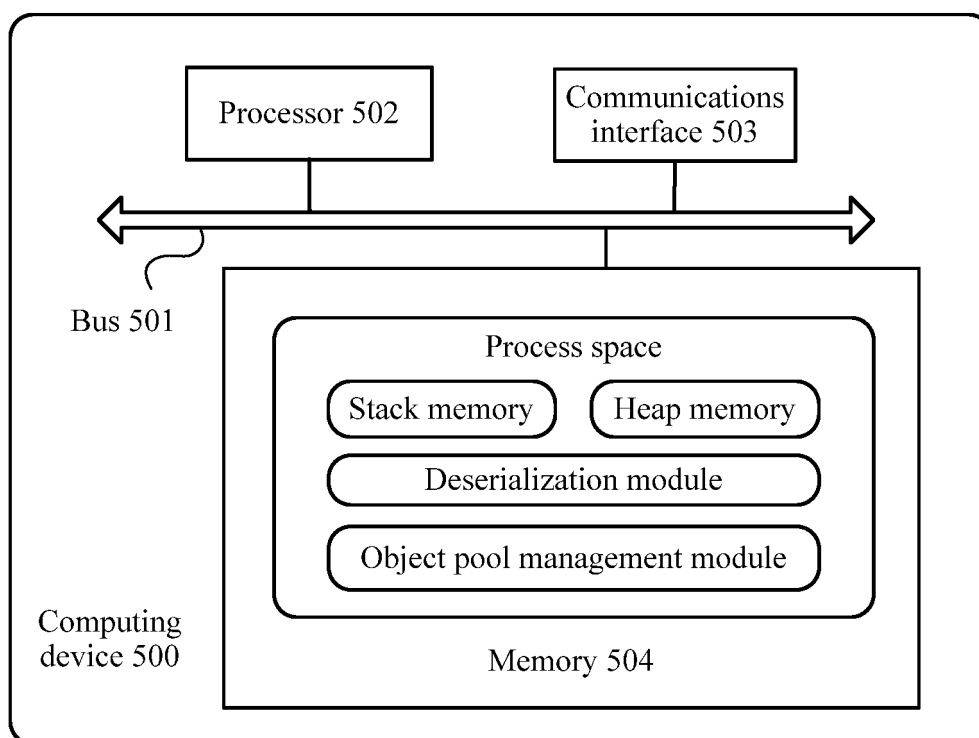 Processor 502
Communications
interface 503
Bus 501
Process space
Stack memory
Heap memory
Deserialization module
Object pool management module
Computing
device 500
Memory 504